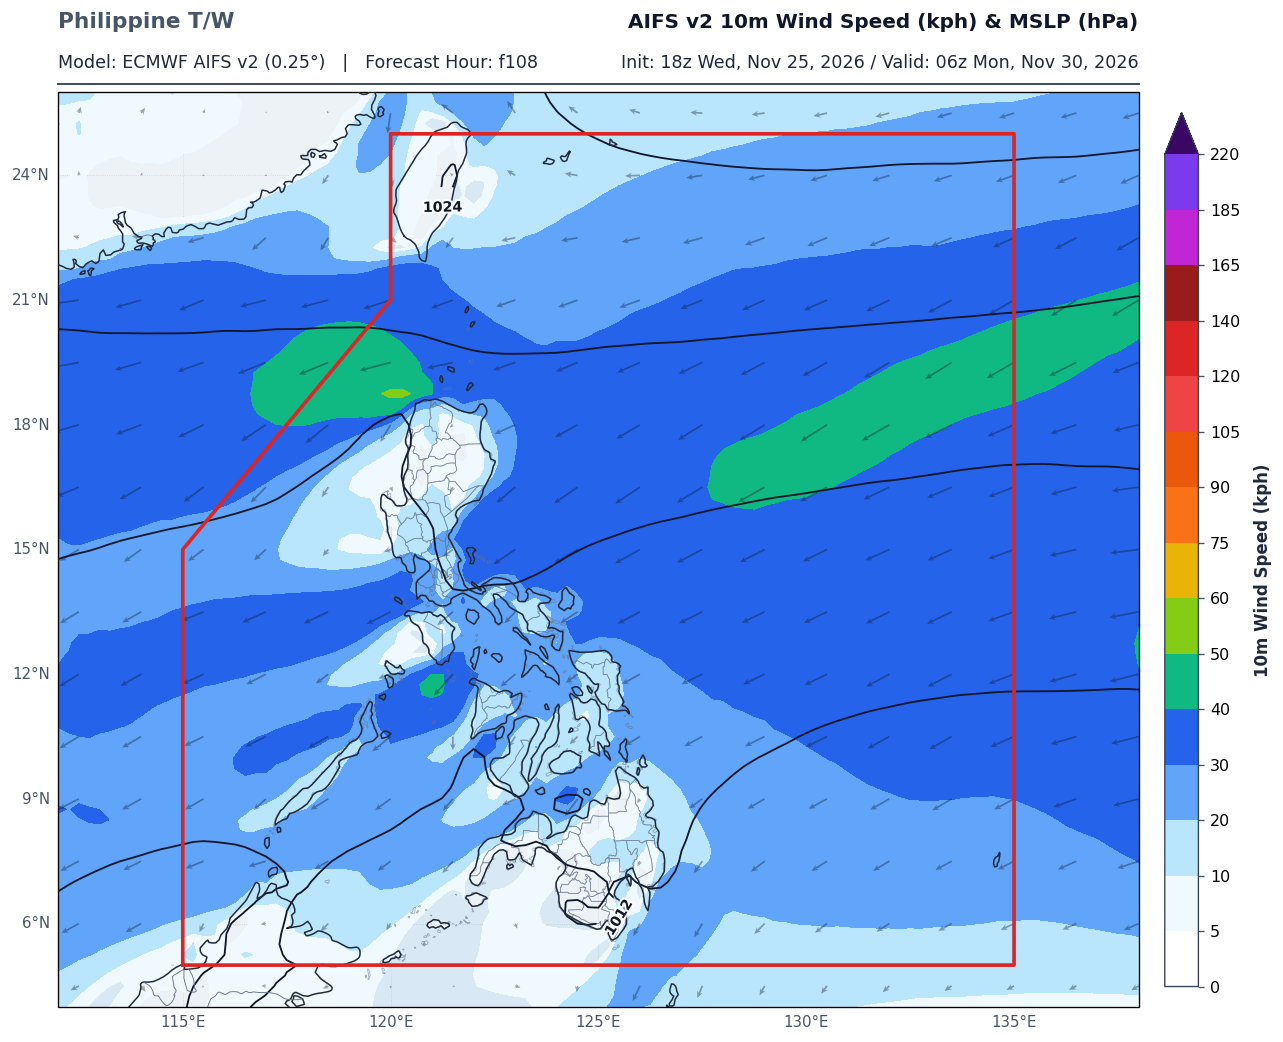 Philippine T/W
AIFS v2 10m Wind Speed (kph) & MSLP (hPa)
Model: ECMWF AIFS v2 (0.25°) | Forecast Hour: f108
Init: 18z Wed, Nov 25, 2026 / Valid: 06z Mon, Nov 30, 2026
24°N
21°N
18°N
15°N
12°N
9°N
6°N
1024
1012
115°E
120°E
125°E
130°E
135°E
220
185
165
140
120
105
90
75
60
50
40
30
20
10
5
0
10m Wind Speed (kph)